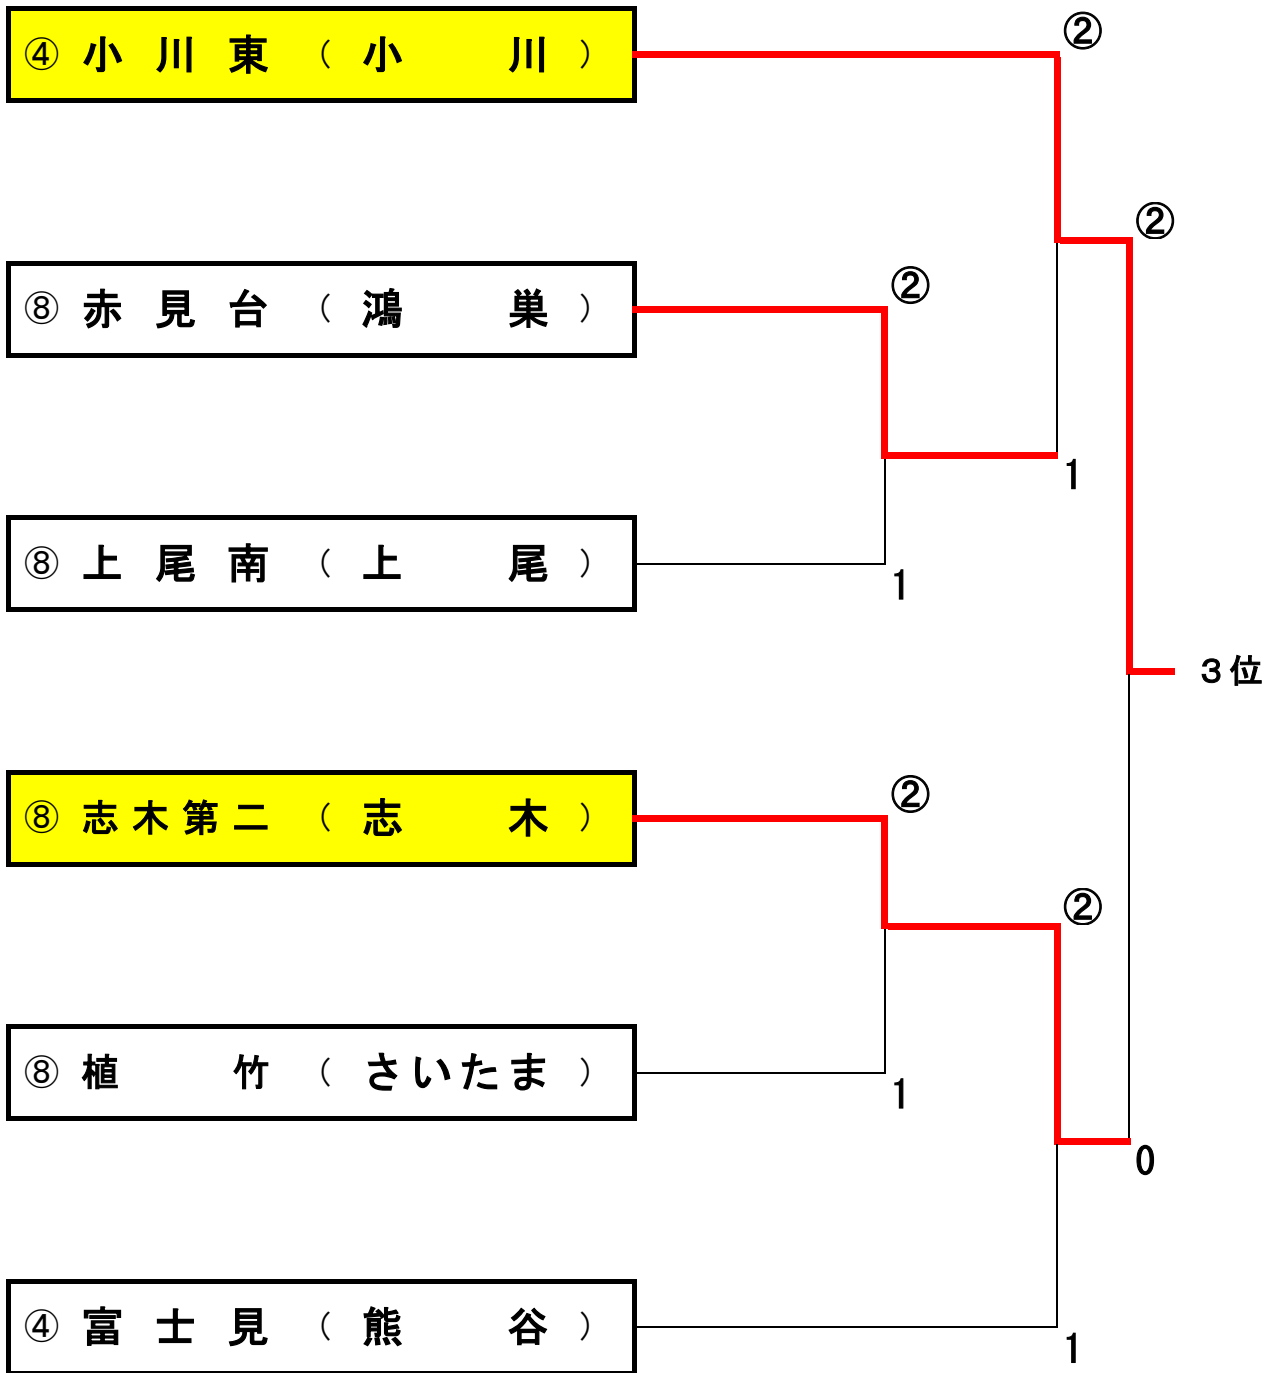 ④ 小川東（小川）
②
②
⑧ 赤見台（鴻巣）
②
1
⑧ 上尾南（上尾）
1
３位
⑧ 志木第二（志木）
②
②
⑧ 植竹（さいたま）
1
0
④ 富士見（熊谷）
1